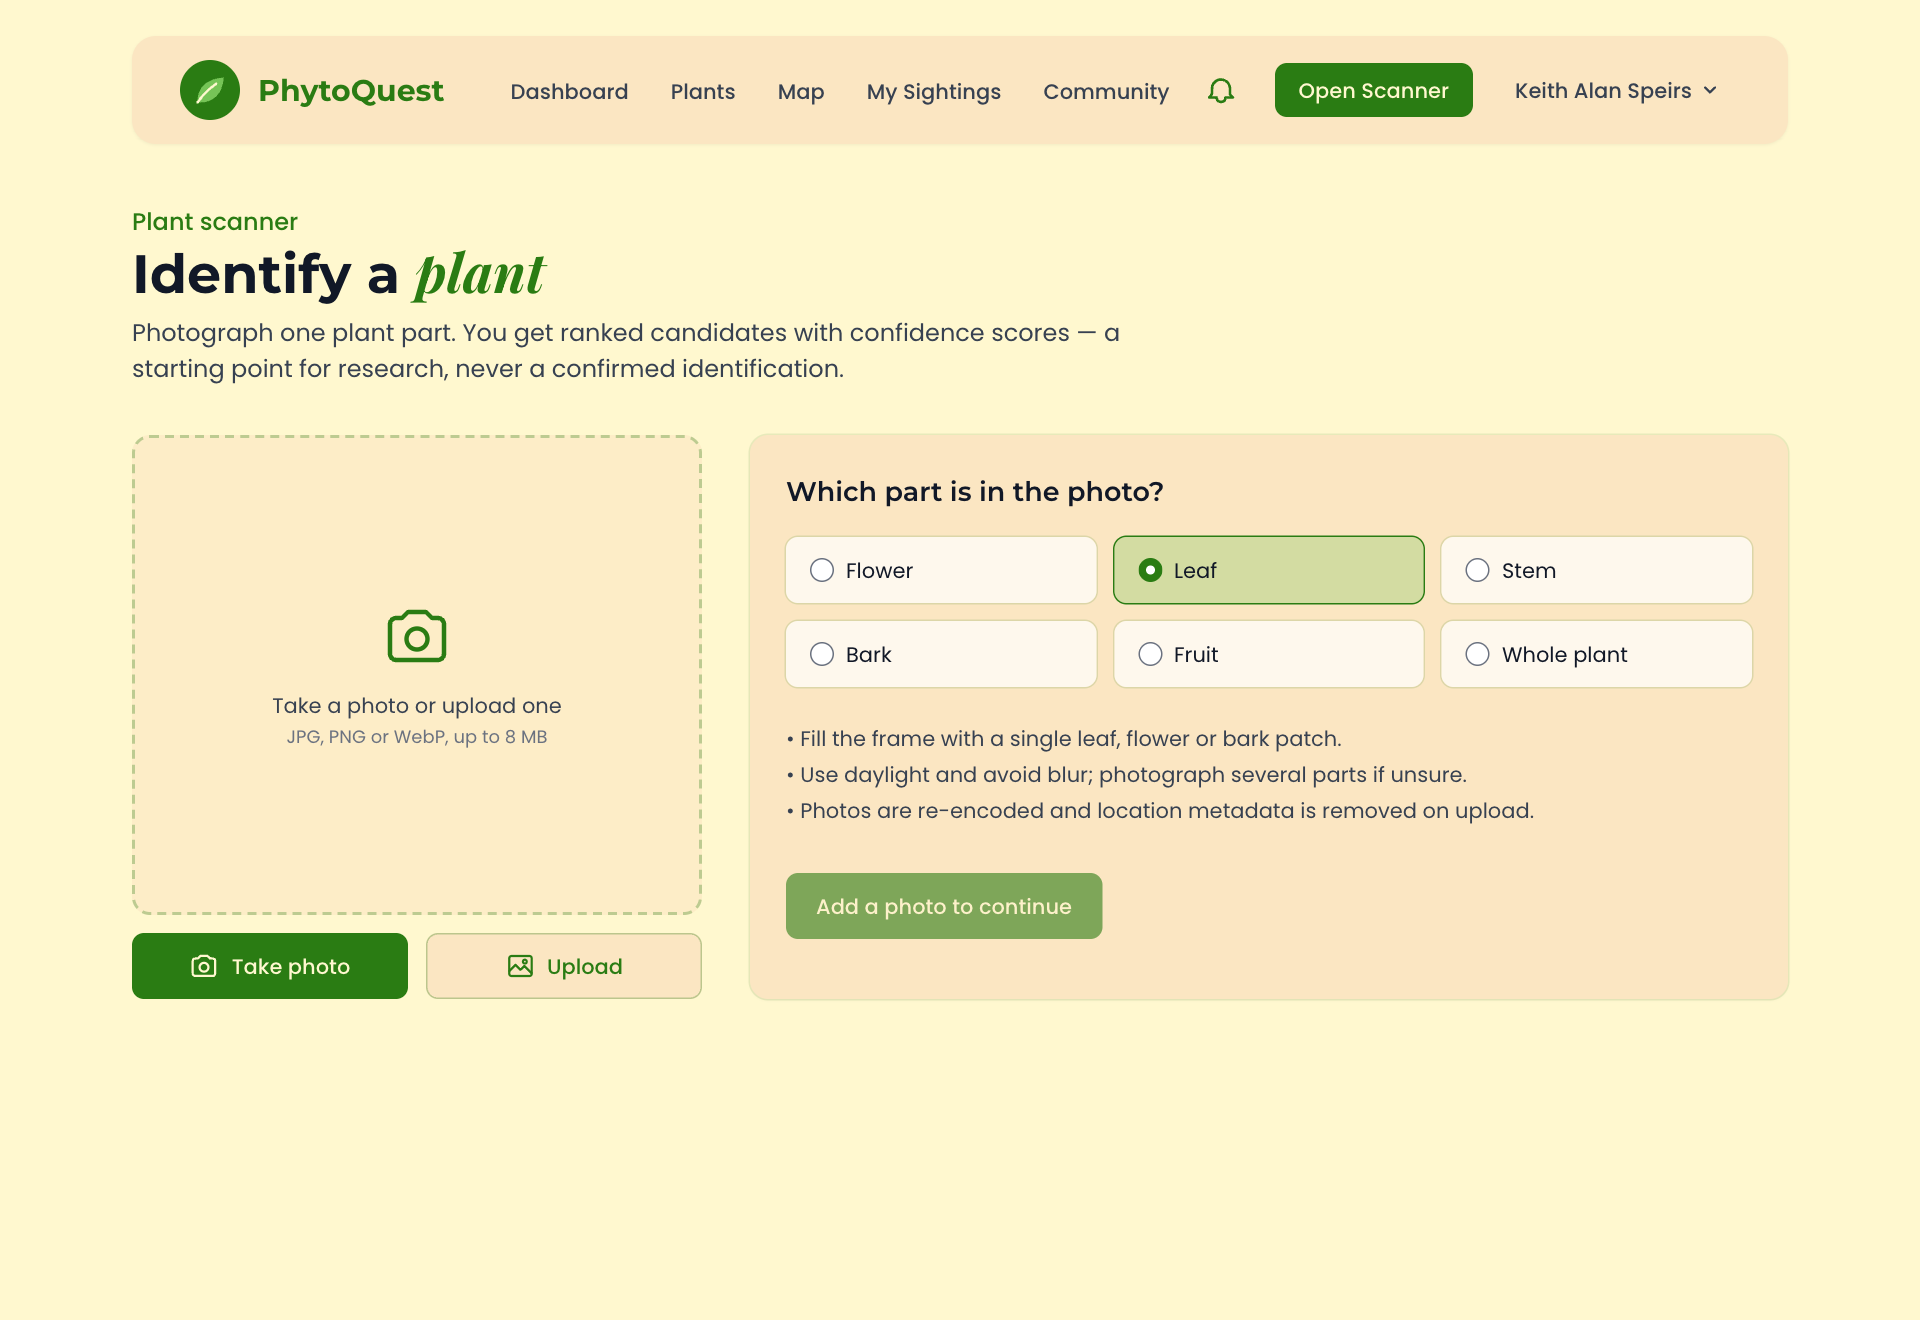 PhytoQuest
Dashboard
Plants
Map
My Sightings
Community
Open Scanner
Keith Alan Speirs
Plant scanner
Identify a plant
Photograph one plant part. You get ranked candidates with confidence scores — a
starting point for research, never a confirmed identification.
Take a photo or upload one
JPG, PNG or WebP, up to 8 MB
Take photo
Upload
Which part is in the photo?
Flower
Leaf
Stem
Bark
Fruit
Whole plant
• Fill the frame with a single leaf, flower or bark patch.
• Use daylight and avoid blur; photograph several parts if unsure.
• Photos are re-encoded and location metadata is removed on upload.
Add a photo to continue